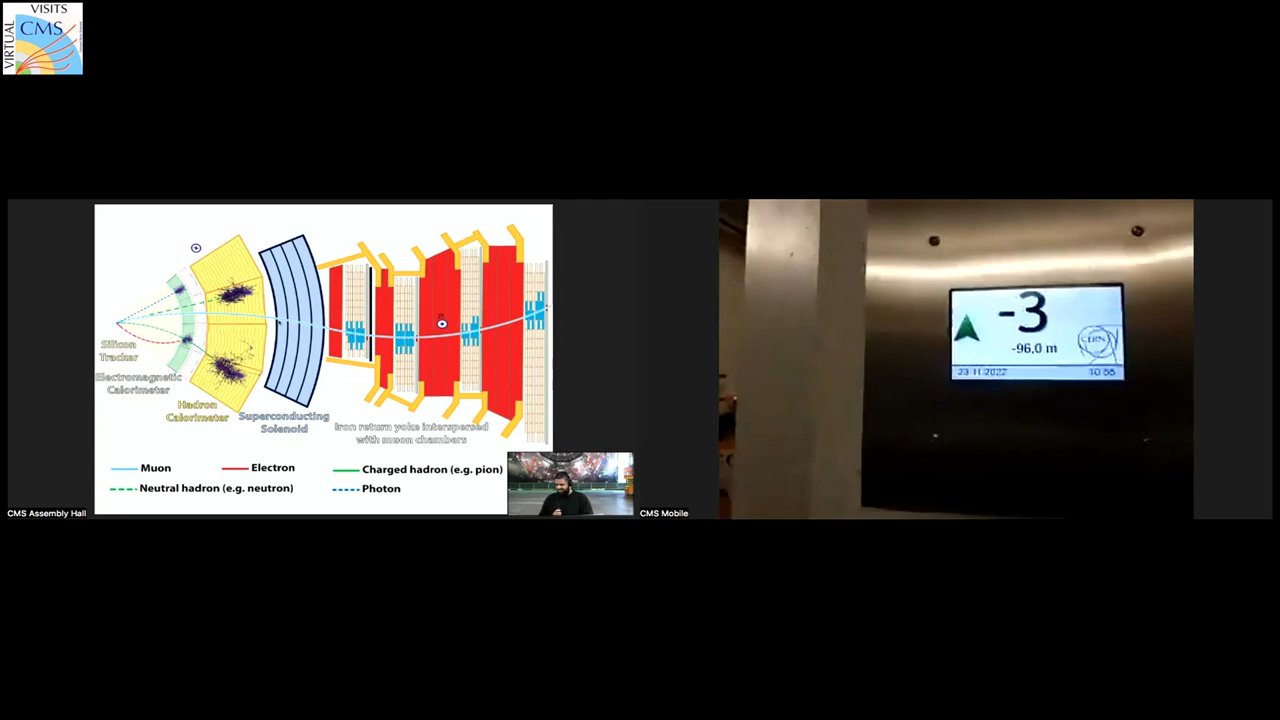 VISITS
VIRTUAL
CMS
Silicon
Tracker
Electromagnetic
Calorimeter
Hadron
Calorimeter
Superconducting
Solenoid
Iron return yoke interspersed
with muon chambers
Muon
Electron
Charged hadron (e.g. pion)
Neutral hadron (e.g. neutron)
Photon
CMS Assembly Hall
-3
-96,0 m
CERN
23.11.2022
10:55
CMS Mobile